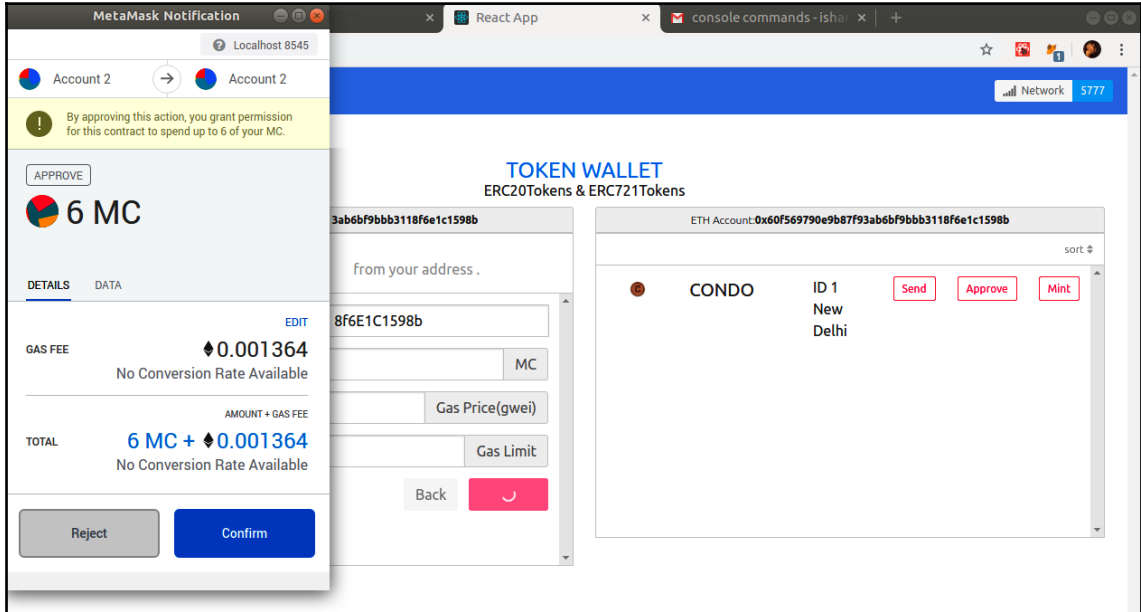 MetaMask Notification
Localhost 8545
Account 2
Account 2
By approving this action, you grant permission
for this contract to spend up to 6 of your MC.
APPROVE
6 MC
DETAILS
DATA
EDIT
GAS FEE
0.001364
No Conversion Rate Available
AMOUNT + GAS FEE
TOTAL
6 MC + 0.001364
No Conversion Rate Available
Reject
Confirm
React App
console commands - isha
1
Network 5777
TOKEN WALLET
ERC20Tokens & ERC721Tokens
3ab6bf9bbb3118f6e1c1598b
from your address .
8f6E1C1598b
MC
Gas Price(gwei)
Gas Limit
Back
ETH Account:0x60f569790e9b87f93ab6bf9bbb3118f6e1c1598b
sort
C CONDO ID 1 Send Approve Mint
New
Delhi